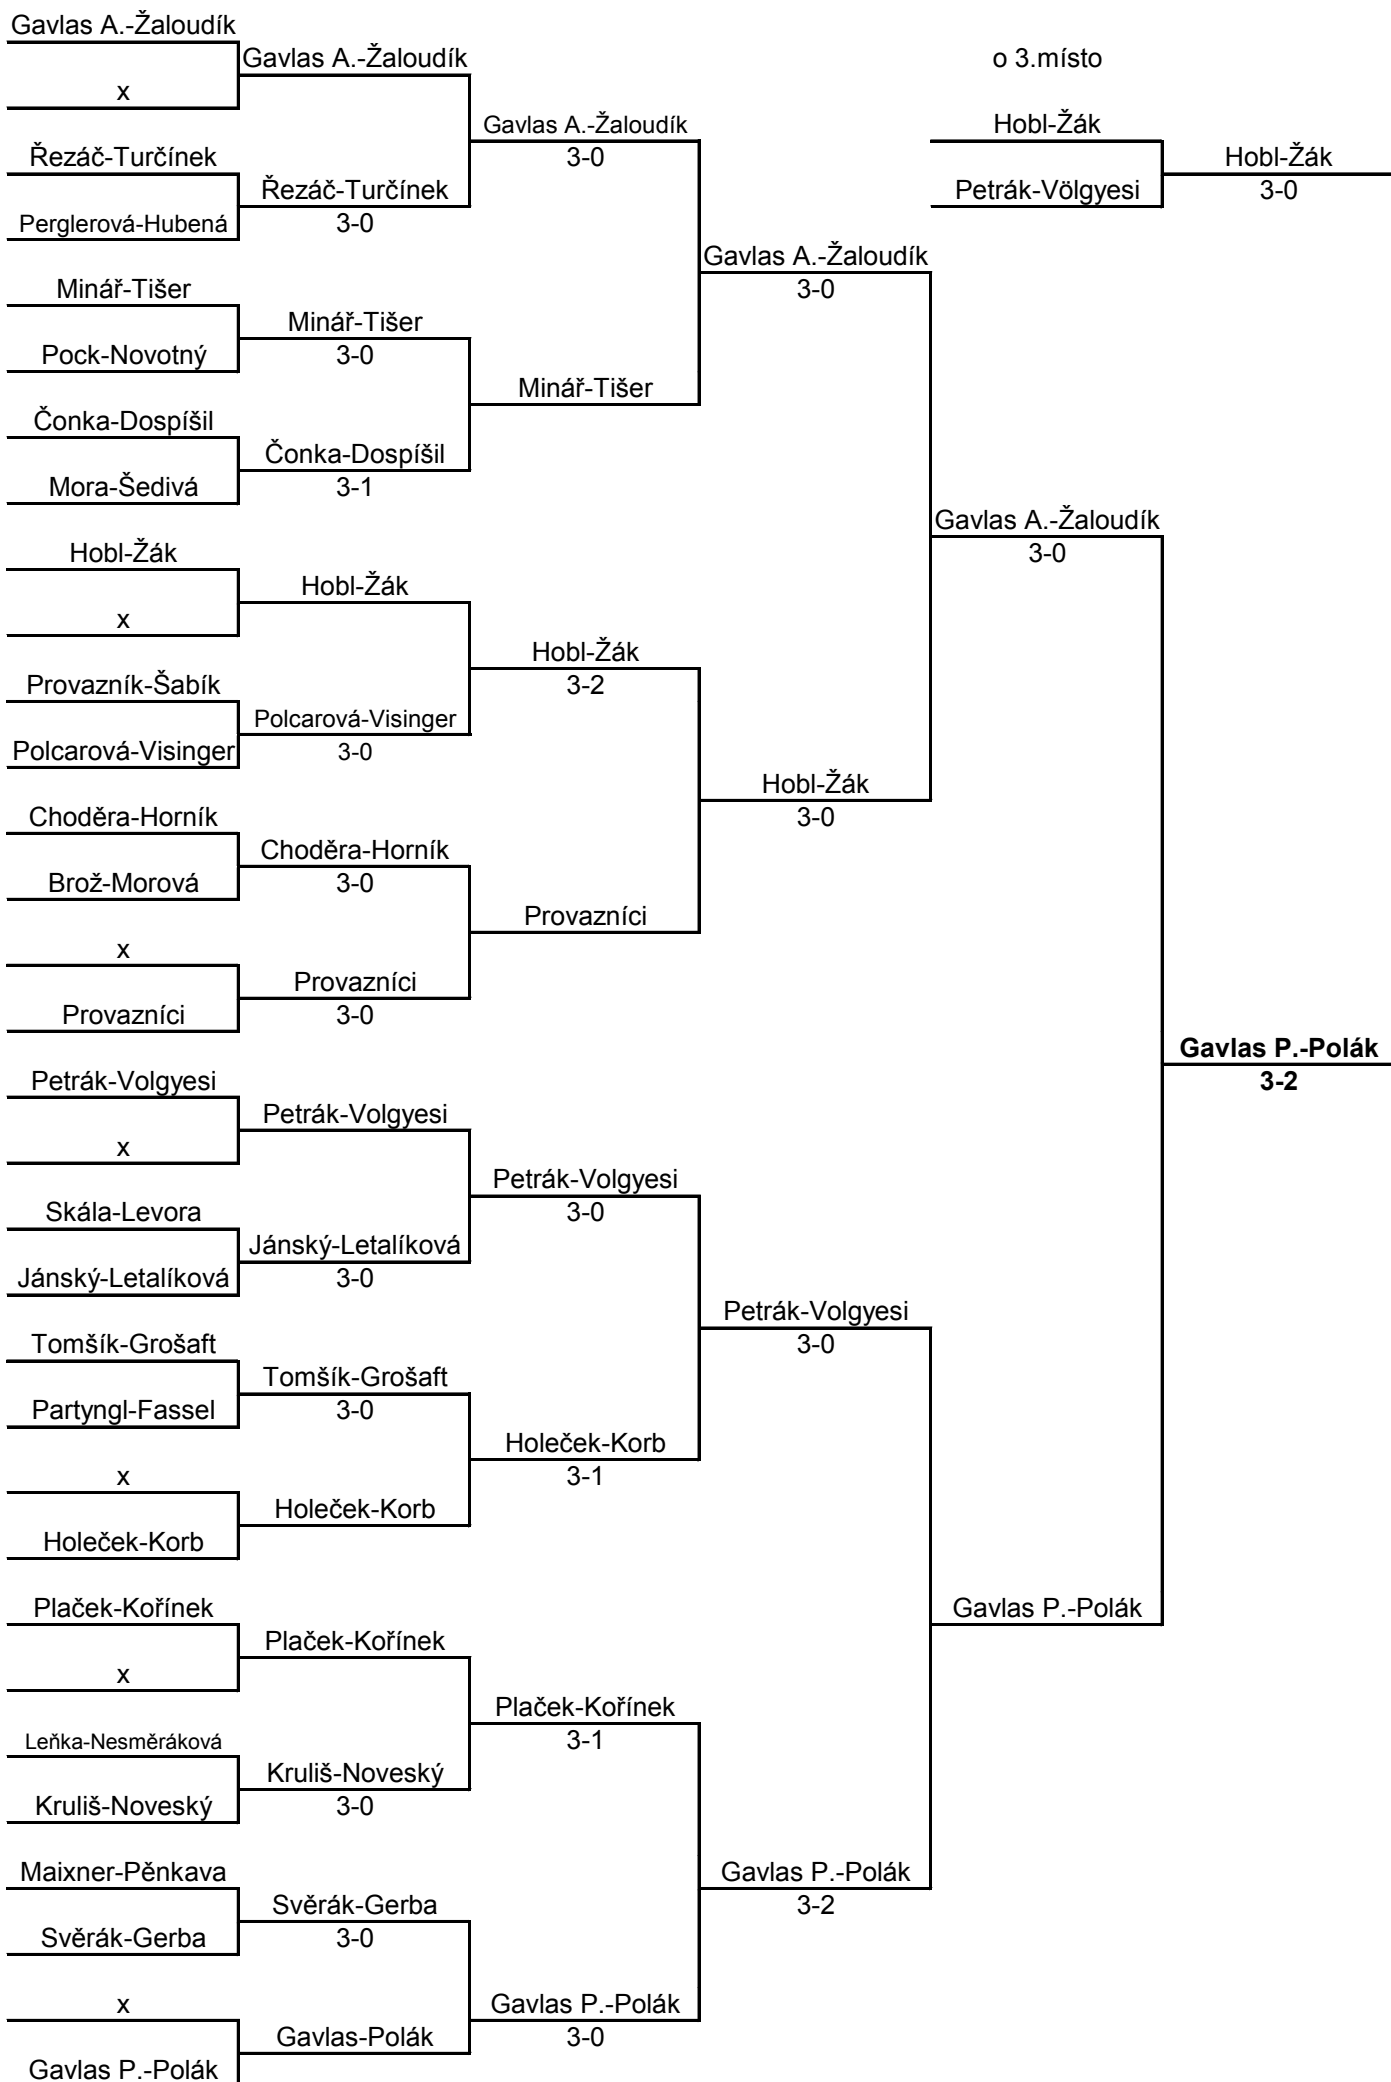 Gavlas A.-Žaloudík
x
Řezáč-Turčínek
Perglerová-Hubená
Minář-Tišer
Pock-Novotný
Čonka-Dospíšil
Mora-Šedivá
Hobl-Žák
x
Provazník-Šabík
Polcarová-Visinger
Choděra-Horník
Brož-Morová
x
Provazníci
Petrák-Volgyesi
x
Skála-Levora
Jánský-Letalíková
Tomšík-Grošaft
Partyngl-Fassel
x
Holeček-Korb
Plaček-Kořínek
x
Leňka-Nesměráková
Kruliš-Noveský
Maixner-Pěnkava
Svěrák-Gerba
x
Gavlas P.-Polák
Gavlas A.-Žaloudík
Řezáč-Turčínek
3-0
Minář-Tišer
3-0
Čonka-Dospíšil
3-1
Hobl-Žák
Polcarová-Visinger
3-0
Choděra-Horník
3-0
Provazníci
3-0
Petrák-Volgyesi
Jánský-Letalíková
3-0
Tomšík-Grošaft
3-0
Holeček-Korb
Plaček-Kořínek
Kruliš-Noveský
3-0
Svěrák-Gerba
3-0
Gavlas-Polák
Gavlas A.-Žaloudík
3-0
Minář-Tišer
Hobl-Žák
3-2
Provazníci
Petrák-Volgyesi
3-0
Holeček-Korb
3-1
Plaček-Kořínek
3-1
Gavlas P.-Polák
3-0
Gavlas A.-Žaloudík
3-0
Hobl-Žák
3-0
Petrák-Volgyesi
3-0
Gavlas P.-Polák
3-2
Gavlas A.-Žaloudík
3-0
Gavlas P.-Polák
Gavlas P.-Polák
3-2
o 3.místo
Hobl-Žák
Petrák-Völgyesi
Hobl-Žák
3-0